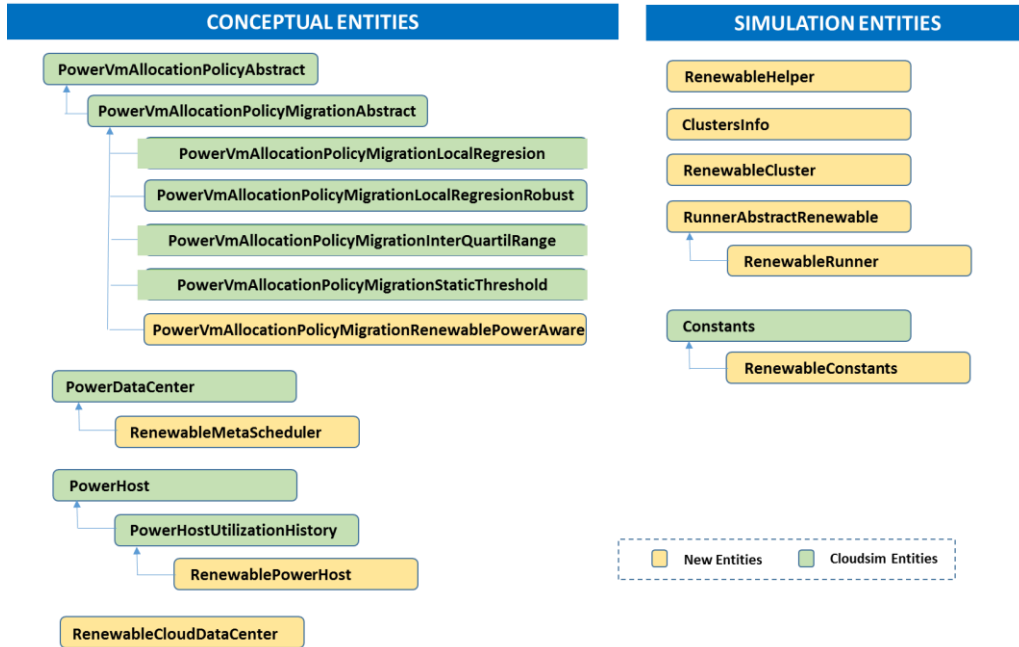 CONCEPTUAL ENTITIES
PowerVmAllocationPolicyAbstract
PowerVmAllocationPolicyMigrationAbstract
PowerVmAllocationPolicyMigrationLocalRegresion
PowerVmAllocationPolicyMigrationLocalRegresionRobust
PowerVmAllocationPolicyMigrationInterQuartilRange
PowerVmAllocationPolicyMigrationStaticThreshold
PowerVmAllocationPolicyMigrationRenewablePowerAware
PowerDataCenter
RenewableMetaScheduler
PowerHost
PowerHostUtilizationHistory
RenewablePowerHost
RenewableCloudDataCenter
SIMULATION ENTITIES
RenewableHelper
ClustersInfo
RenewableCluster
RunnerAbstractRenewable
RenewableRunner
Constants
RenewableConstants
New Entities
Cloudsim Entities